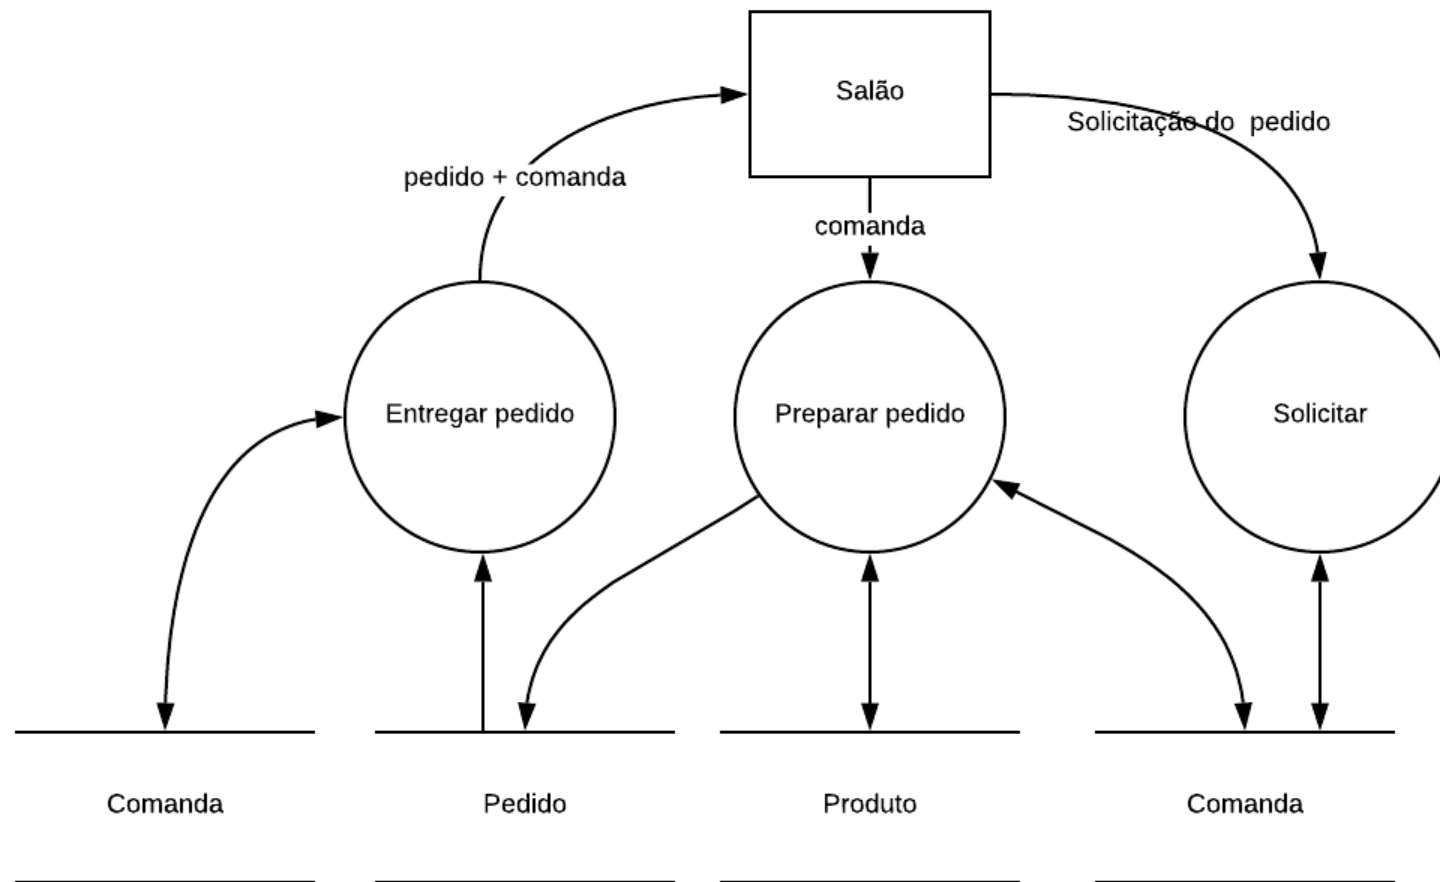 Salão
Solicitação do  pedido
pedido + comanda
comanda
Entregar pedido
Preparar pedido
Solicitar
Comanda
Pedido
Produto
Comanda